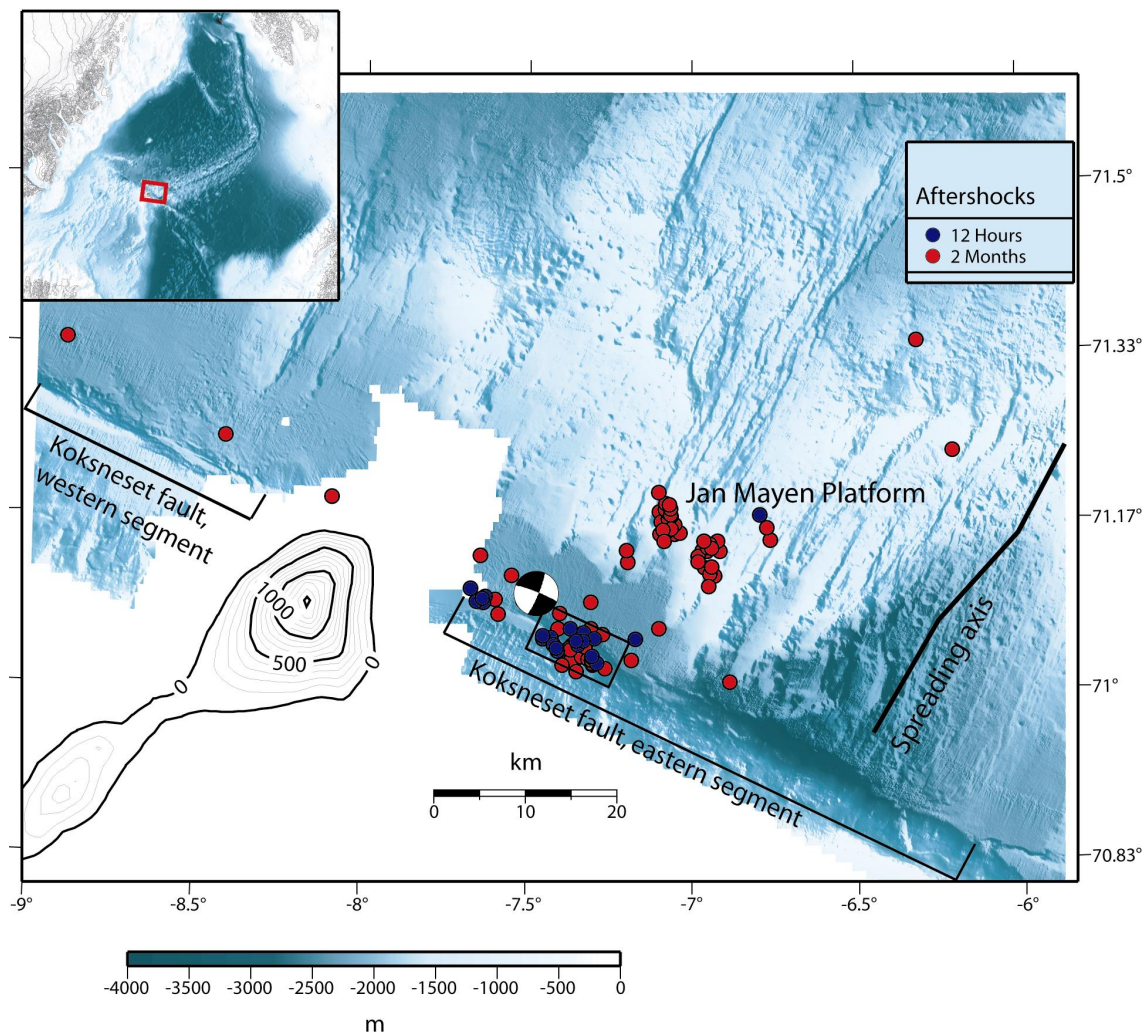 Aftershocks
12 Hours
2 Months
71.5°
71.33°
71.17°
71°
70.83°
Koksneset fault,
western segment
Jan Mayen Platform
1000
500
0
0
Koksneset fault, eastern segment
Spreading axis
km
0 10 20
-9° -8.5° -8° -7.5° -7° -6.5° -6°
-4000 -3500 -3000 -2500 -2000 -1500 -1000 -500 0
m